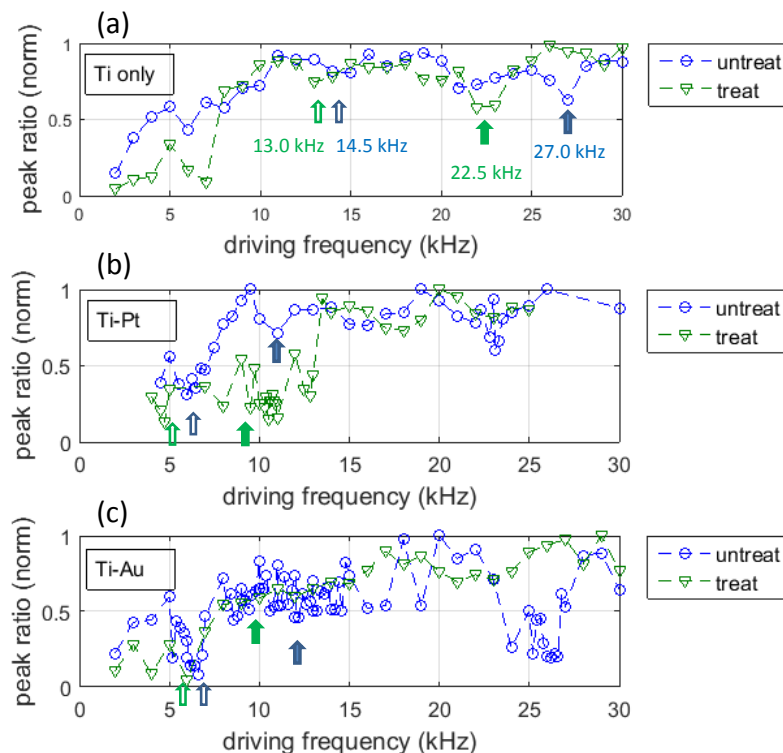 (a)
peak ratio (norm)
1
0.5
0
Ti only
13.0 kHz
14.5 kHz
22.5 kHz
27.0 kHz
0 5 10 15 20 25 30
driving frequency (kHz)
untreat
treat
(b)
peak ratio (norm)
1
0.5
0
Ti-Pt
0 5 10 15 20 25 30
driving frequency (kHz)
untreat
treat
(c)
peak ratio (norm)
1
0.5
0
Ti-Au
0 5 10 15 20 25 30
driving frequency (kHz)
untreat
treat